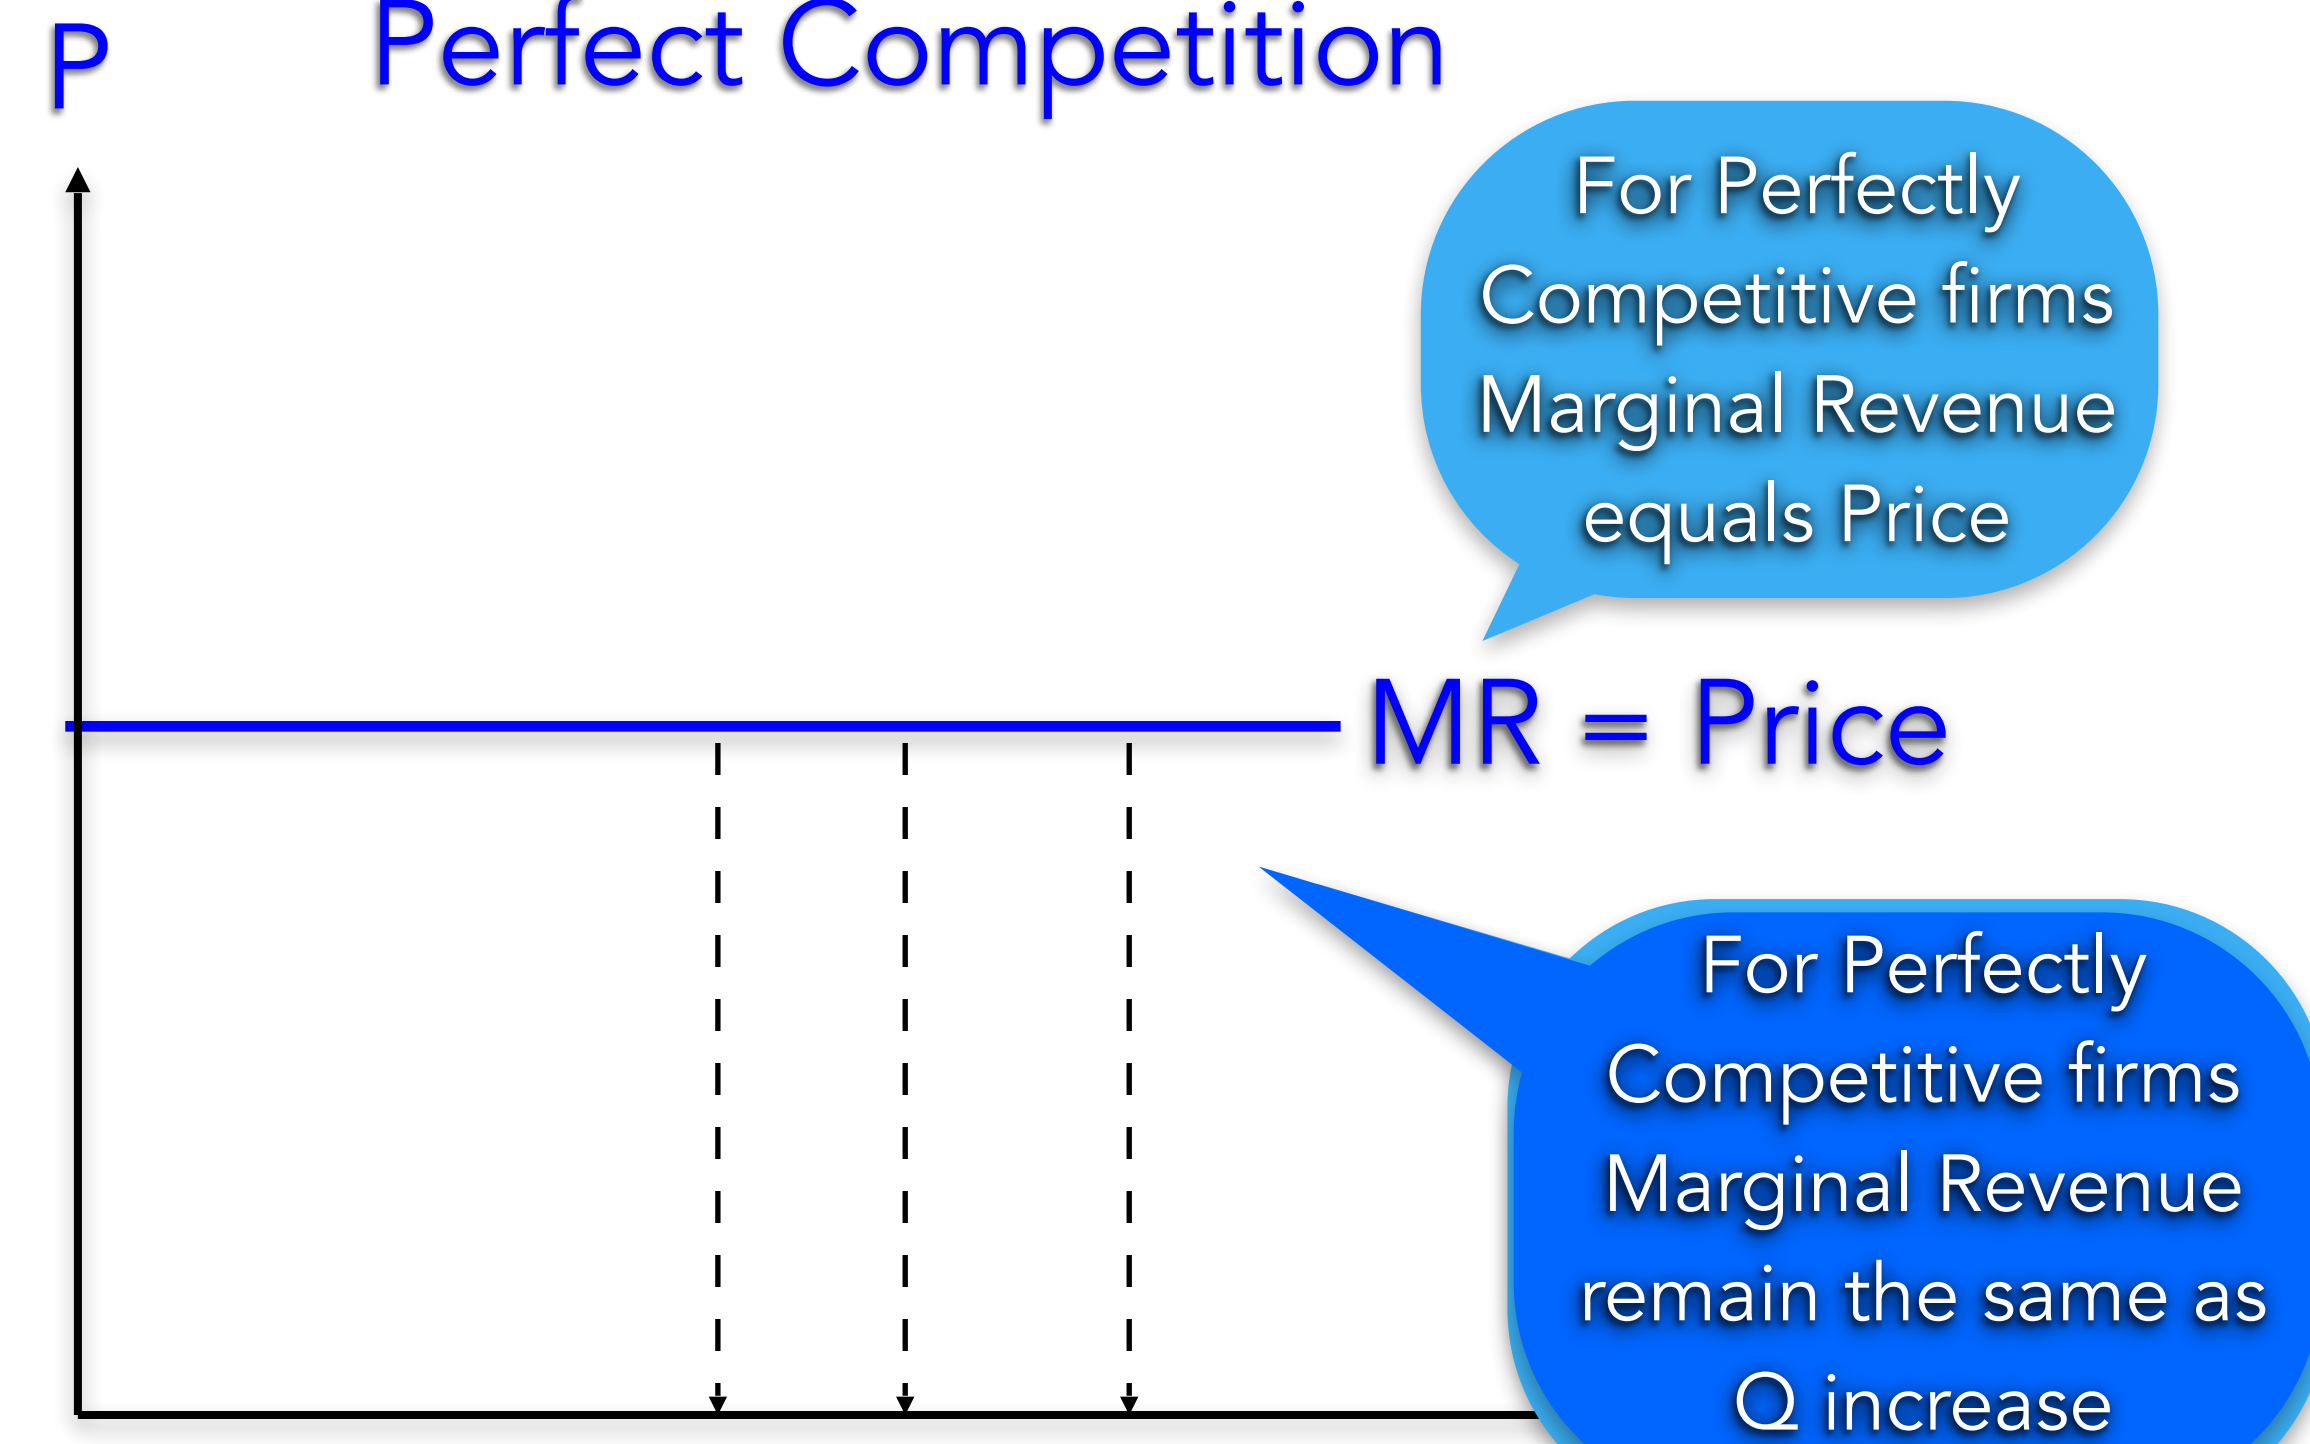 Perfect Competition
P
For Perfectly
Competitive firms
Marginal Revenue
equals Price
MR = Price
For Perfectly
Competitive firms
Marginal Revenue
remain the same as
Q increase